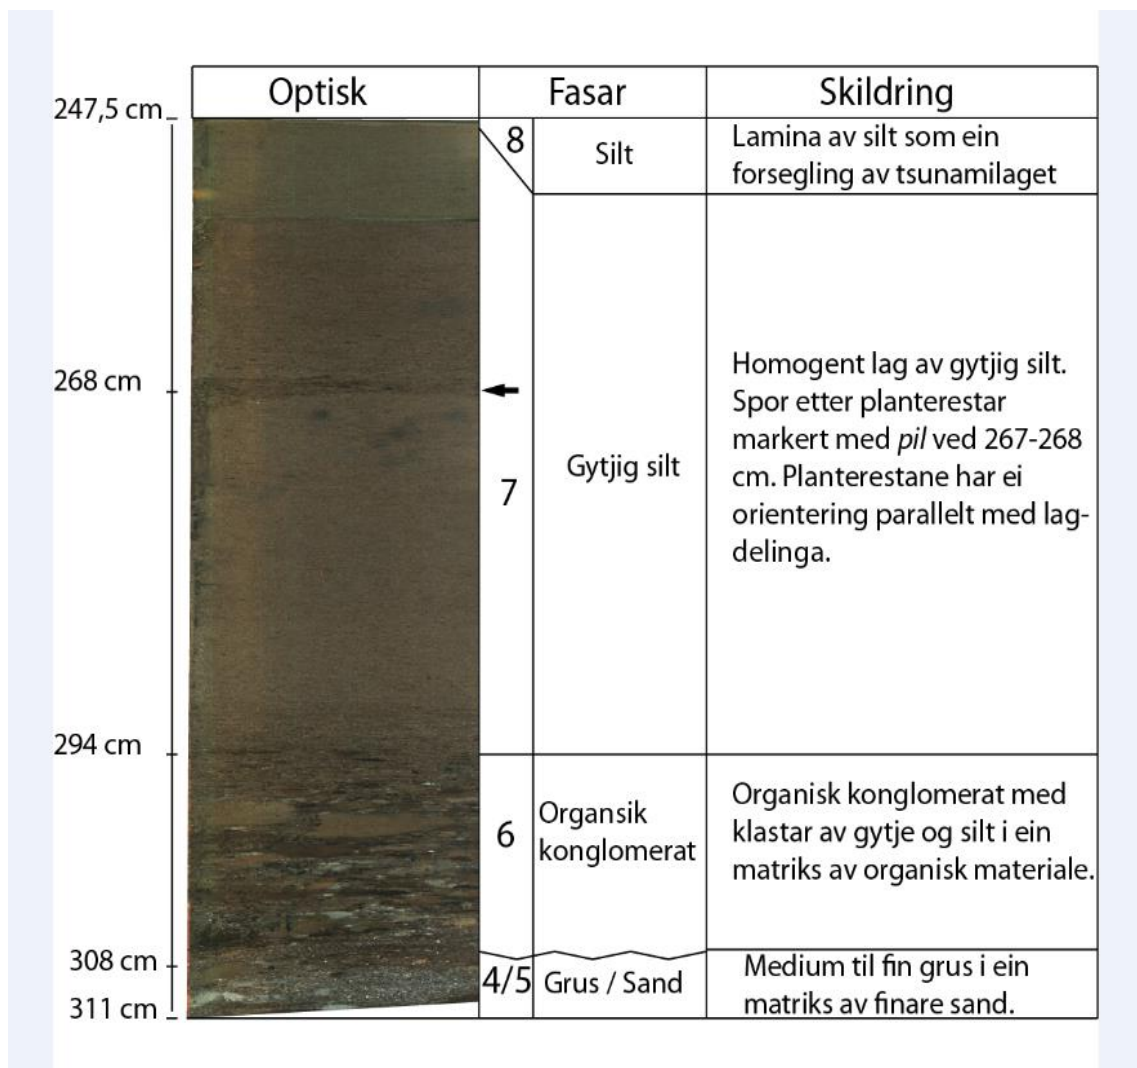 Optisk
Fasar
Skildring
247,5 cm
8
Silt
Lamina av silt som ein
forsegling av tsunamilaget
268 cm
7
Gytjig silt
Homogent lag av gytjig silt.
Spor etter planterestar
markert med pil ved 267-268
cm. Planterestane har ei
orientering parallelt med lag-
delinga.
294 cm
6
Organsik
konglomerat
Organisk konglomerat med
klastar av gytje og silt i ein
matriks av organisk materiale.
308 cm
311 cm
4/5
Grus / Sand
Medium til fin grus i ein
matriks av finare sand.